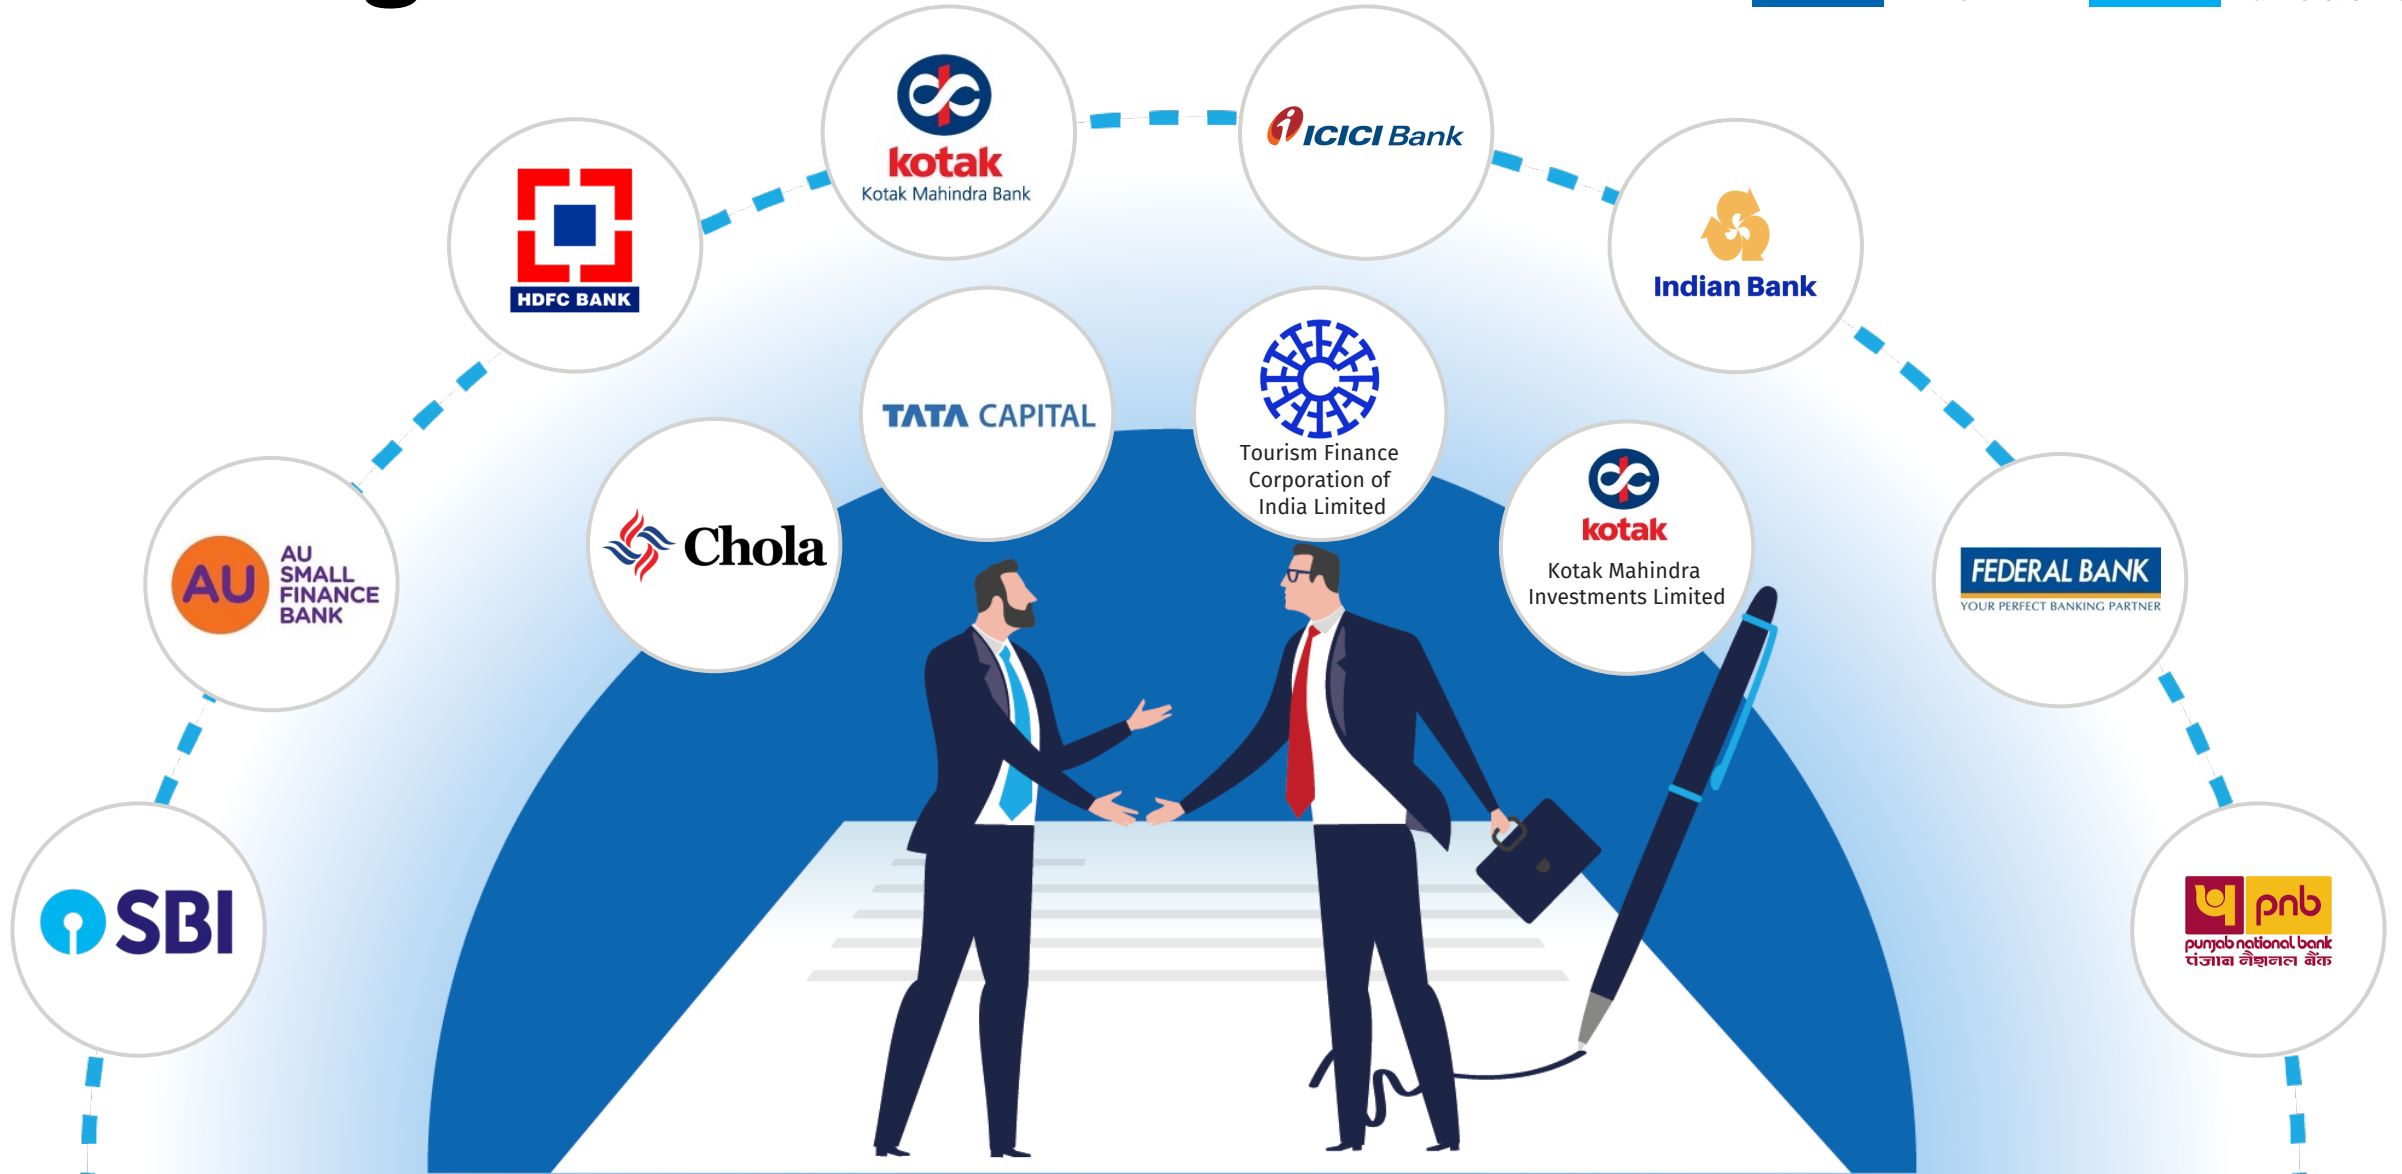 kotak
Kotak Mahindra Bank
ICICI Bank
HDFC BANK
Indian Bank
TATA CAPITAL
Tourism Finance
Corporation of
India Limited
Chola
kotak
Kotak Mahindra
Investments Limited
AU
AU
SMALL
FINANCE
BANK
FEDERAL BANK
YOUR PERFECT BANKING PARTNER
SBI
pnb
punjab national bank
पंजाब नैशनल बैंक